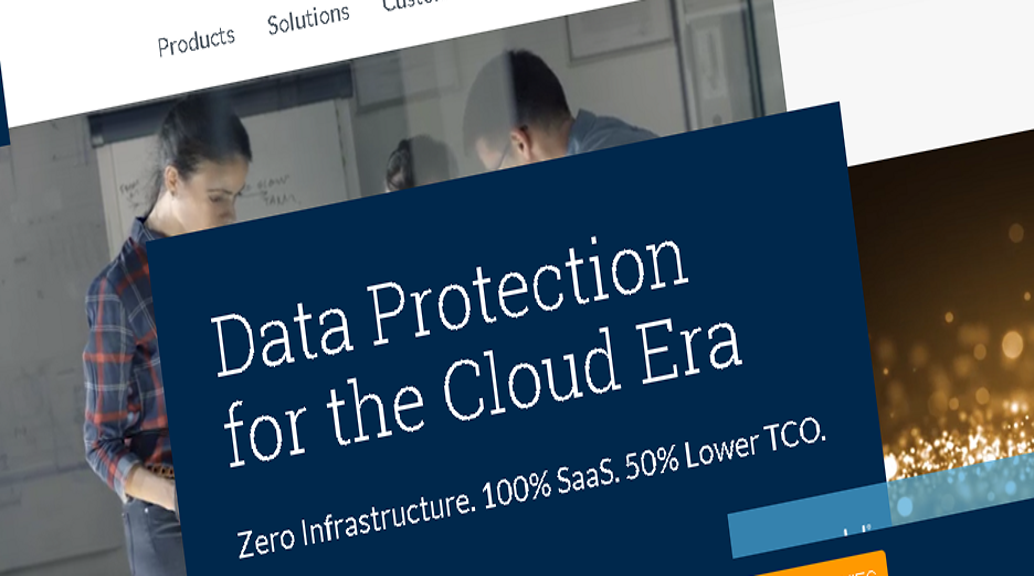 Products Solutions
Data Protection
for the Cloud Era
Zero Infrastructure. 100% SaaS. 50% Lower TCO.